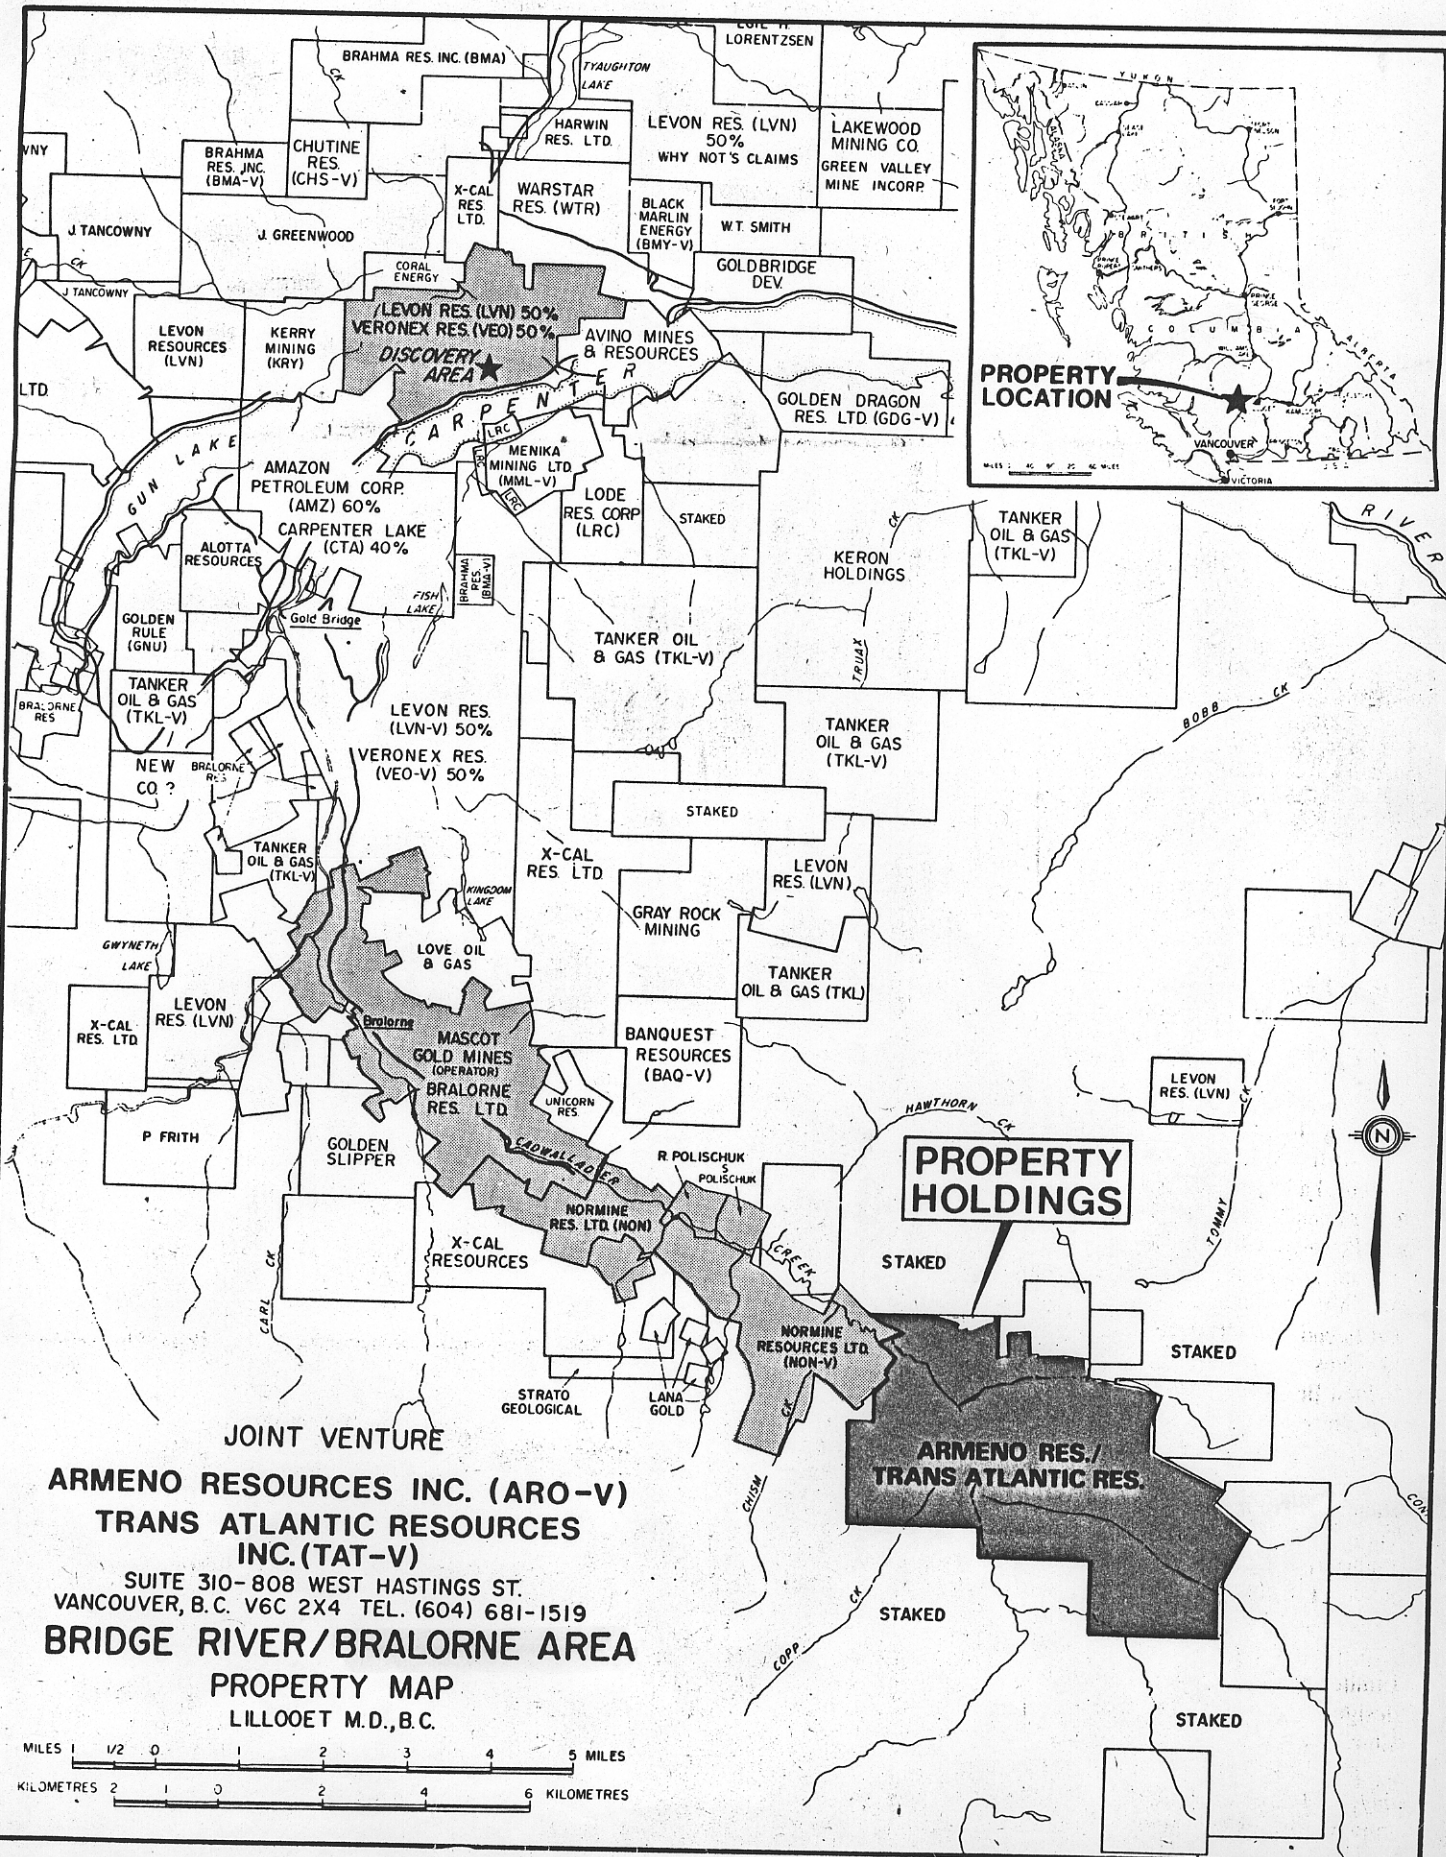 BRAHMA RES. INC. (BMA)
CK
TYAUGHTON
LAKE
LORENTZSEN
HARWIN
RES. LTD.
LEVON RES. (LVN)
50%
WHY NOT'S CLAIMS
LAKEWOOD
MINING CO.
GREEN VALLEY
MINE INCORP.
BRAHMA
RES. INC.
(BMA-V)
CHUTINE
RES.
(CHS-V)
X-CAL
RES.
LTD.
WARSTAR
RES. (WTR)
BLACK
MARLIN
ENERGY
(BMY-V)
W.T. SMITH
J. TANCOWNY
J. GREENWOOD
CK
CORAL
ENERGY
GOLDBRIDGE
DEV.
J TANCOWNY
LEVON
RESOURCES
(LVN)
KERRY
MINING
(KRY)
LEVON RES. (LVN) 50%
VERONEX RES. (VEO) 50%
DISCOVERY
AREA
AVINO MINES
& RESOURCES
LTD.
GOLDEN DRAGON
RES. LTD. (GDG-V)
CARPENTER
GUN LAKE
LRC
LRC
LRC
MENIKA
MINING LTD.
(MML-V)
AMAZON
PETROLEUM CORP.
(AMZ) 60%
CARPENTER LAKE
(CTA) 40%
LODE
RES. CORP
(LRC)
STAKED
ALOTTA
RESOURCES
BRAHMA
RES.
(BMA-V)
FISH
LAKE
Gold Bridge
KERON
HOLDINGS
CK
TRUAX
TANKER
OIL & GAS
(TKL-V)
RIVER
GOLDEN
RULE
(GNU)
TANKER OIL
& GAS (TKL-V)
TANKER
OIL & GAS
(TKL-V)
BRALORNE
RES
LEVON RES.
(LVN-V) 50%
VERONEX RES.
(VEO-V) 50%
TANKER
OIL & GAS
(TKL-V)
BOBB CK
NEW
CO. ?
BRALORNE
RES
STAKED
TANKER
OIL & GAS
(TKL-V)
X-CAL
RES. LTD.
LEVON
RES. (LVN)
KINGDOM
LAKE
GRAY ROCK
MINING
GWYNETH
LAKE
LOVE OIL
& GAS
TANKER
OIL & GAS (TKL)
LEVON
RES. (LVN)
X-CAL
RES. LTD.
Bralorne
MASCOT
GOLD MINES
(OPERATOR)
BRALORNE
RES. LTD.
BANQUEST
RESOURCES
(BAQ-V)
UNICORN
RES.
LEVON
RES. (LVN)
CK
TOMMY
N
HAWTHORN CK
P FRITH
GOLDEN
SLIPPER
CADWALLADER
CREEK
R. POLISCHUK
S
POLISCHUK
PROPERTY
HOLDINGS
NORMINE
RES. LTD. (NON)
X-CAL
RESOURCES
STAKED
CARL CK
NORMINE
RESOURCES LTD.
(NON-V)
STAKED
STRATO
GEOLOGICAL
LANA
GOLD
CK
CHISM
ARMENO RES./
TRANS ATLANTIC RES.
STAKED
COPP CK
STAKED
PROPERTY
LOCATION
YUKON
ALASKA
BRITISH
COLUMBIA
ALBERTA
PRINCE
RUPERT
PRINCE
GEORGE
VANCOUVER
VICTORIA
U.S.A.
JOINT VENTURE
ARMENO RESOURCES INC. (ARO-V)
TRANS ATLANTIC RESOURCES
INC. (TAT-V)
SUITE 310-808 WEST HASTINGS ST.
VANCOUVER, B.C. V6C 2X4 TEL. (604) 681-1519
BRIDGE RIVER/BRALORNE AREA
PROPERTY MAP
LILLOOET M.D., B.C.
MILES 1 1/2 0 1 2 3 4 5 MILES
KILOMETRES 2 1 0 2 4 6 KILOMETRES